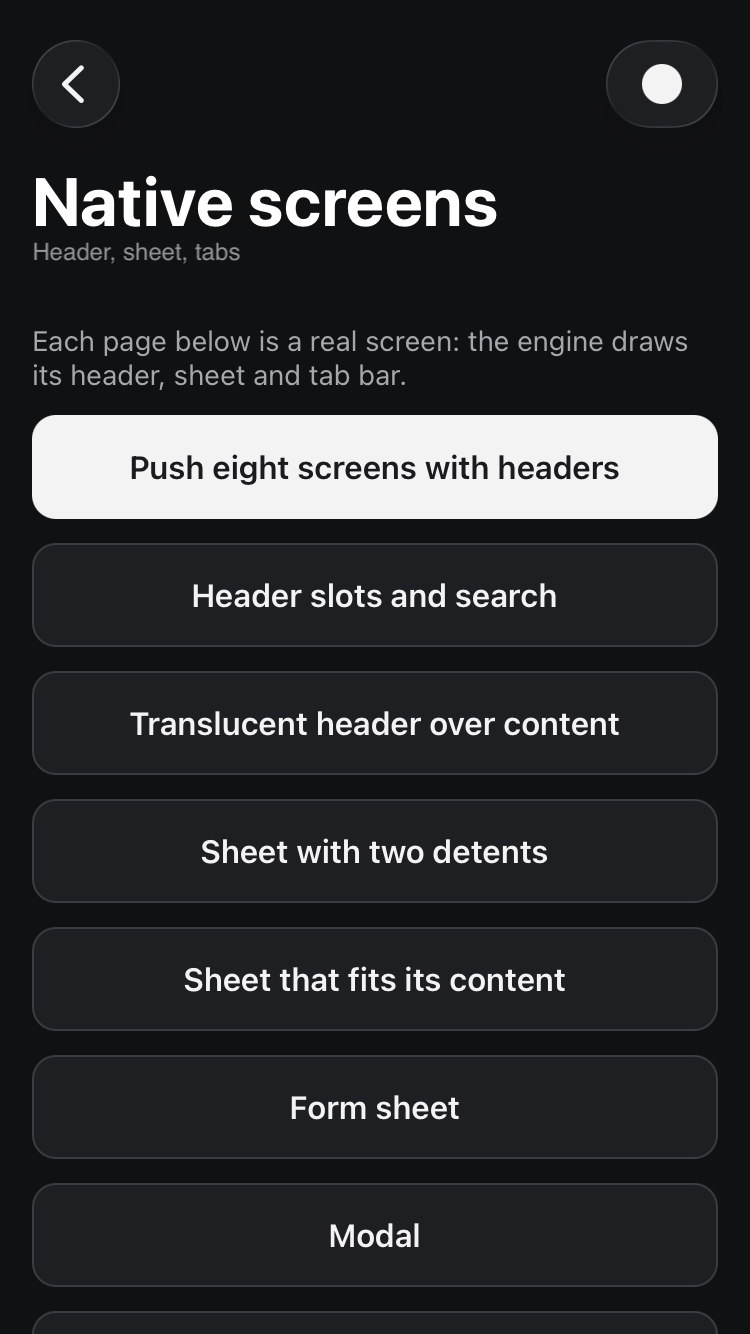 Native screens
Header, sheet, tabs
Each page below is a real screen: the engine draws
its header, sheet and tab bar.
Push eight screens with headers
Header slots and search
Translucent header over content
Sheet with two detents
Sheet that fits its content
Form sheet
Modal